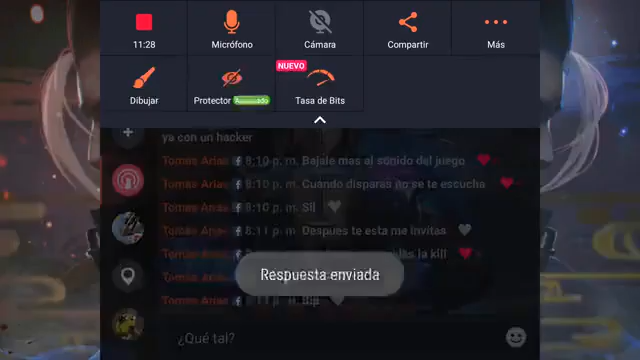 11:28
Micrófono
Cámara
Compartir
Más
Dibujar
Protector
NUEVO
Tasa de Bits
ya con un hacker
Tomas Arias 8:10 p. m. Bajale mas al sonido del juego
Tomas Arias 8:10 p. m. Cuando disparas no se te escucha
Tomas Arias 8:10 p. m. Sil
Tomas Arias 8:11 p. m. Despues te esta me invitas
la kill
Respuesta enviada
Tomas Arias
Tomas Arias
¿Qué tal?